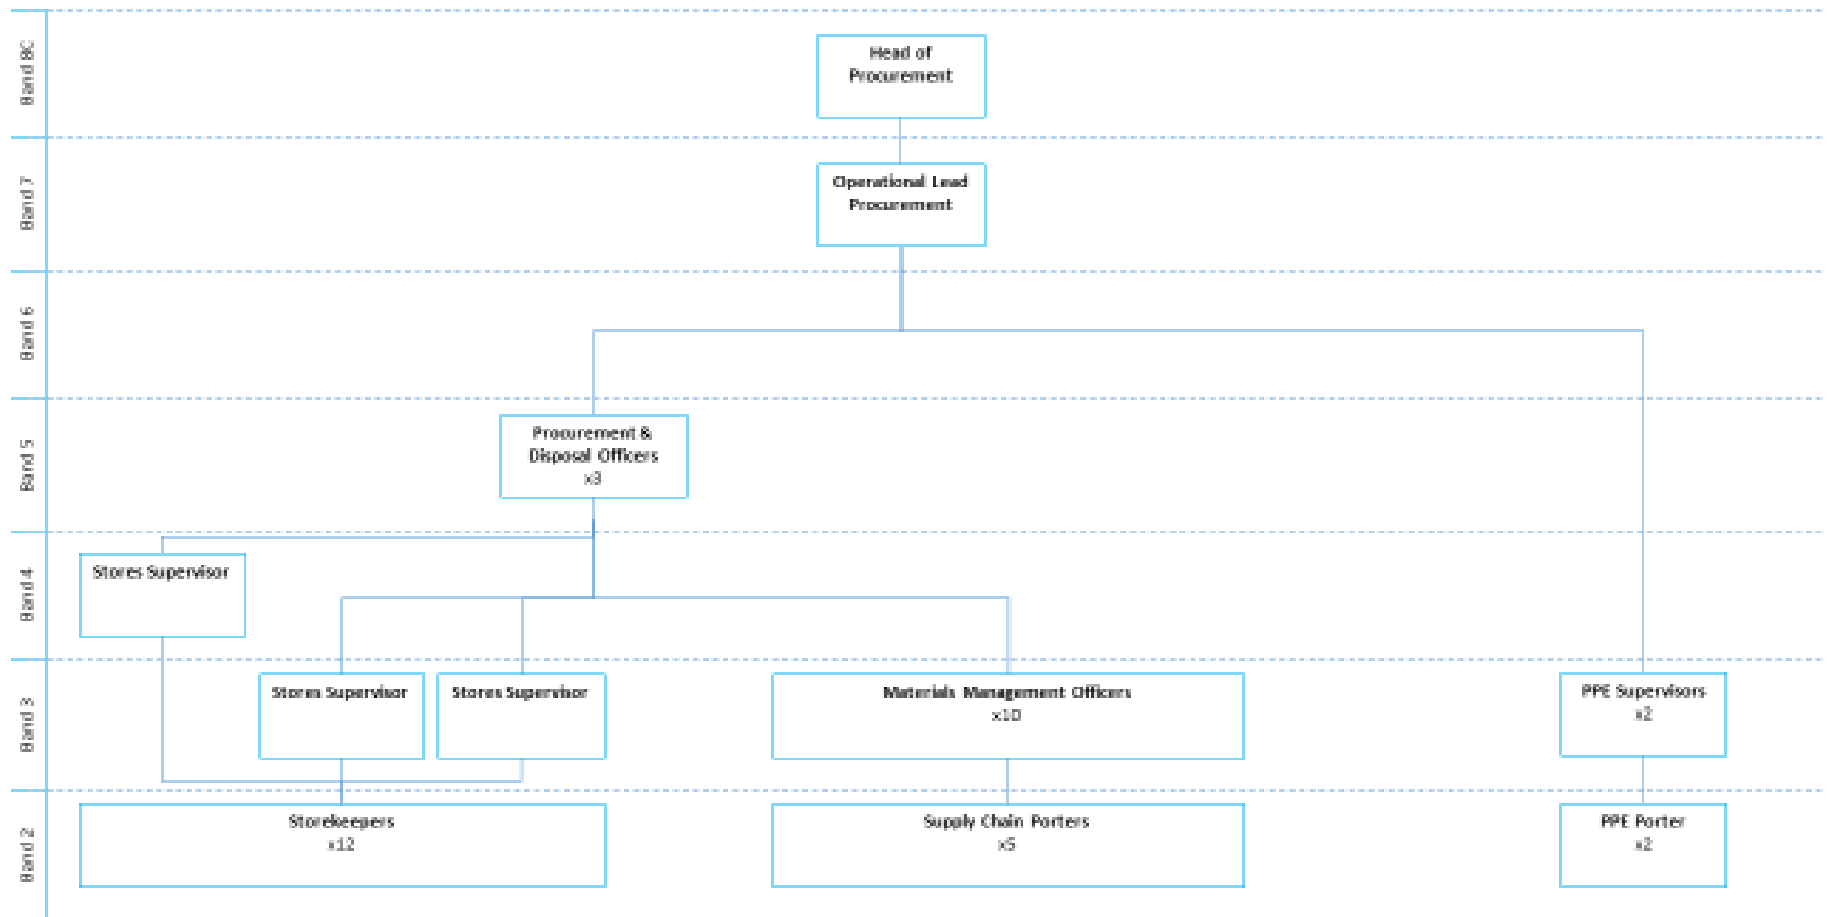 Band 8C
Head of
Procurement
Band 7
Operational Lead
Procurement
Band 6
Band 5
Procurement &
Disposal Officers
x3
Band 4
Stores Supervisor
Band 3
Stores Supervisor
Stores Supervisor
Materials Management Officers
x10
PPE Supervisors
x2
Band 2
Storekeepers
x12
Supply Chain Porters
x5
PPE Porter
x2